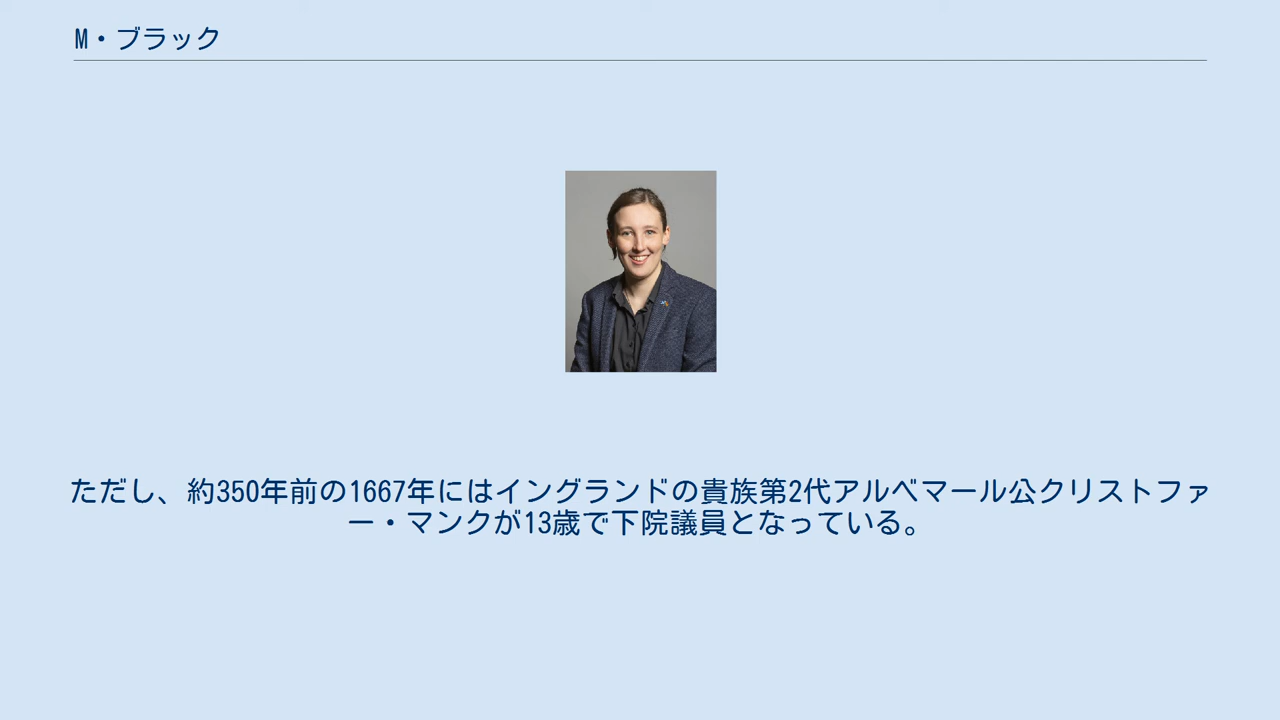 M・ブラック
ただし、約350年前の1667年にはイングランドの貴族第2代アルベマール公クリストファ
ー・マンクが13歳で下院議員となっている。